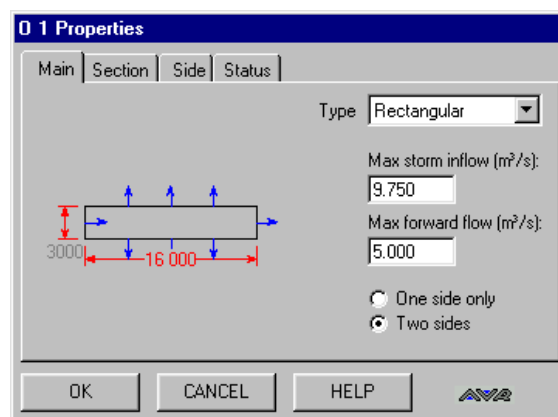 O 1 Properties
Main Section Side Status
Type Rectangular
Max storm inflow (m³/s):
9.750
Max forward flow (m³/s):
5.000
3000
16 000
One side only
Two sides
OK CANCEL HELP